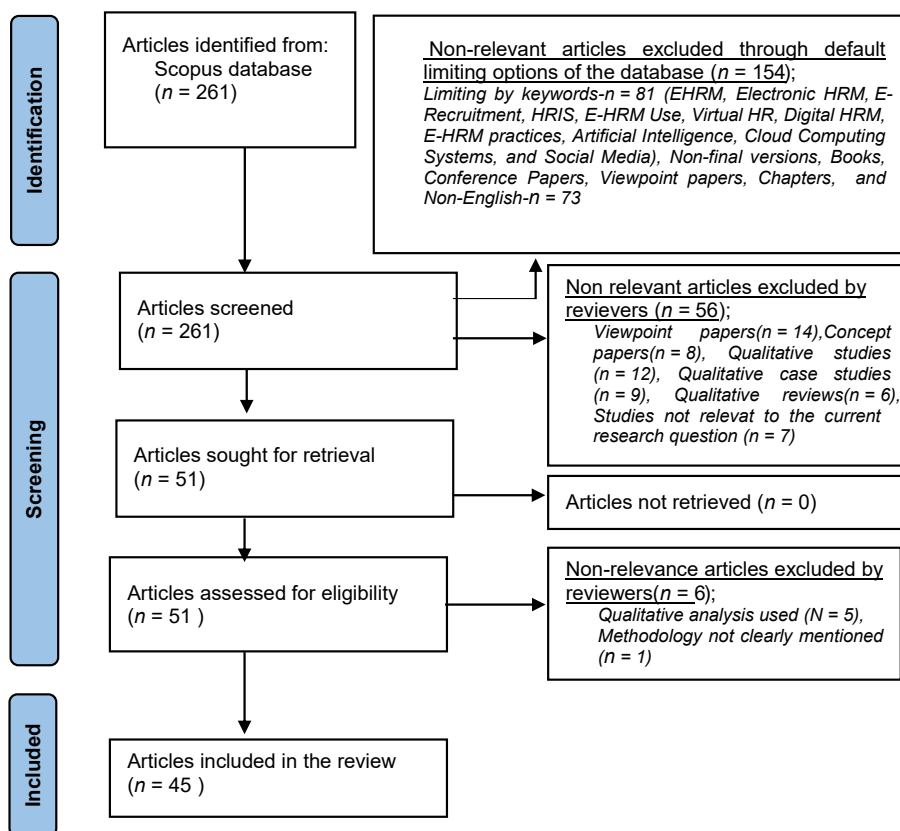 Identification
Articles identified from:
Scopus database
(n = 261)
Non-relevant articles excluded through default
limiting options of the database (n = 154);
Limiting by keywords-n = 81 (EHRM, Electronic HRM, E-
Recruitment, HRIS, E-HRM Use, Virtual HR, Digital HRM,
E-HRM practices, Artificial Intelligence, Cloud Computing
Systems, and Social Media), Non-final versions, Books,
Conference Papers, Viewpoint papers, Chapters, and
Non-English-n = 73
Screening
Articles screened
(n = 261)
Non relevant articles excluded by
revievers (n = 56);
Viewpoint papers(n = 14),Concept
papers(n = 8), Qualitative studies
(n = 12), Qualitative case studies
(n = 9), Qualitative reviews(n = 6),
Studies not relevat to the current
research question (n = 7)
Articles sought for retrieval
(n = 51)
Articles not retrieved (n = 0)
Articles assessed for eligibility
(n = 51 )
Non-relevance articles excluded by
reviewers(n = 6);
Qualitative analysis used (N = 5),
Methodology not clearly mentioned
(n = 1)
Included
Articles included in the review
(n = 45 )